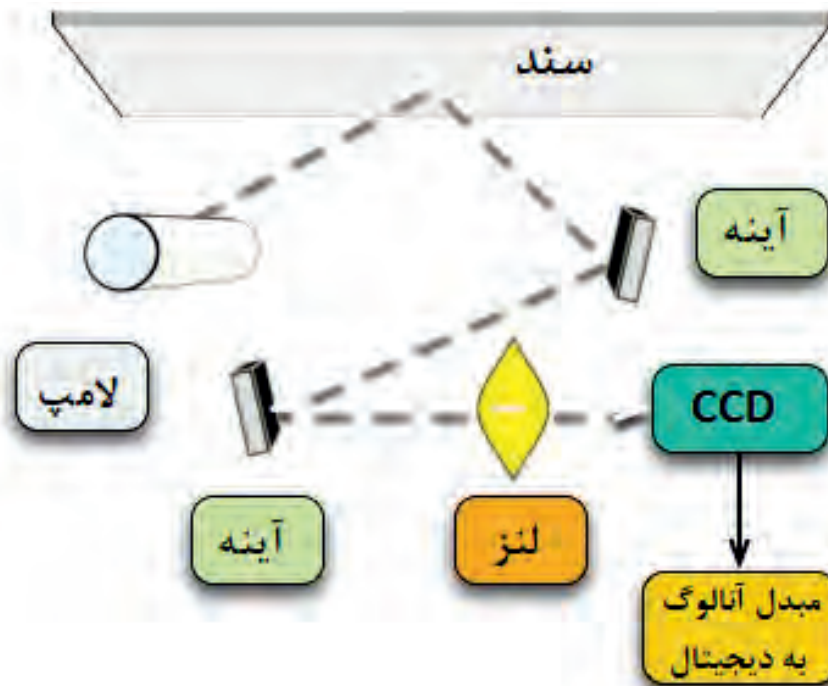 سند
آینه
لامپ
CCD
آینه
لنز
مبدل آنالوگ
به دیجیتال